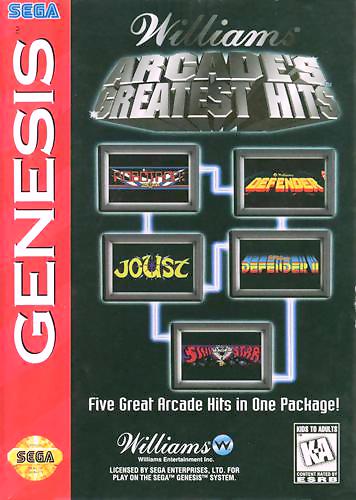 SEGA
GENESIS
SEGA
Williams
ARCADE'S
GREATEST HITS
ROBOTRON
Williams
DEFENDER
JOUST
DEFENDER II
SINISTAR
Five Great Arcade Hits in One Package!
Williams W
Williams Entertainment Inc.
LICENSED BY SEGA ENTERPRISES, LTD. FOR
PLAY ON THE SEGA™ GENESIS™ SYSTEM.
KIDS TO ADULTS
KA
CONTENT RATED BY
ESRB